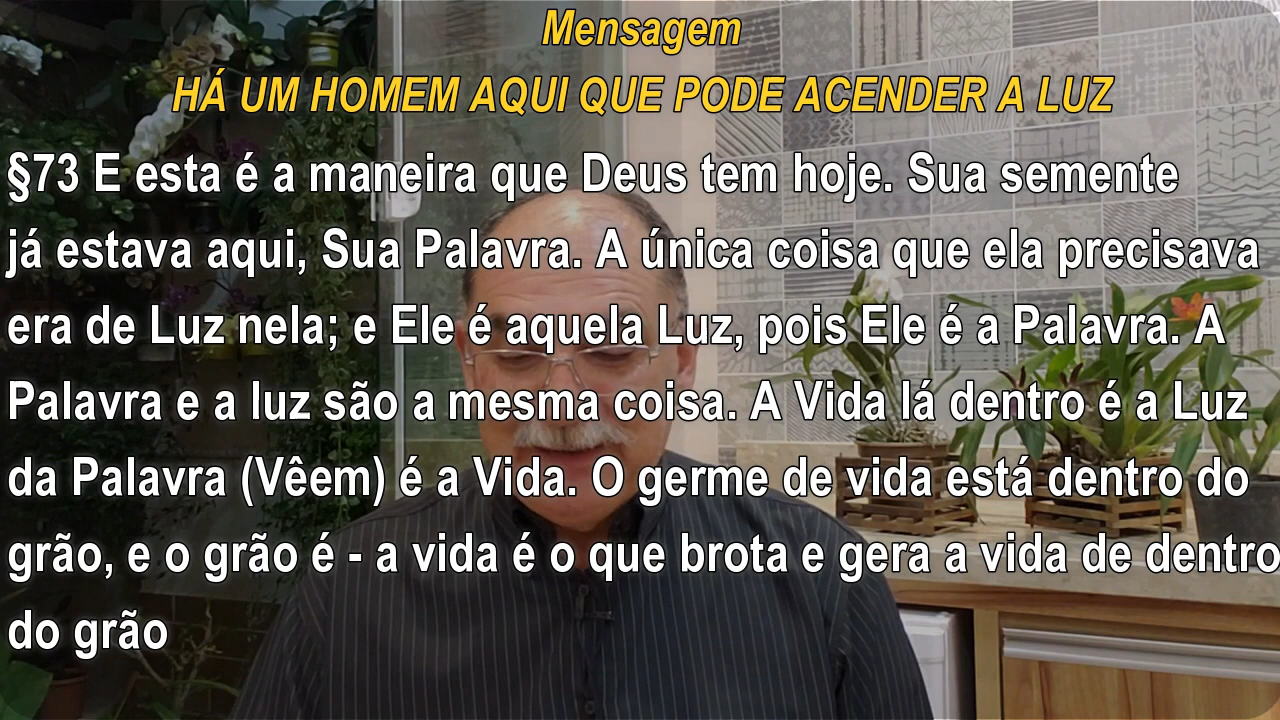 Mensagem
HÁ UM HOMEM AQUI QUE PODE ACENDER A LUZ
§73 E esta é a maneira que Deus tem hoje. Sua semente
já estava aqui, Sua Palavra. A única coisa que ela precisava
era de Luz nela; e Ele é aquela Luz, pois Ele é a Palavra. A
Palavra e a luz são a mesma coisa. A Vida lá dentro é a Luz
da Palavra (Vêem) é a Vida. O germe de vida está dentro do
grão, e o grão é - a vida é o que brota e gera a vida de dentro
do grão